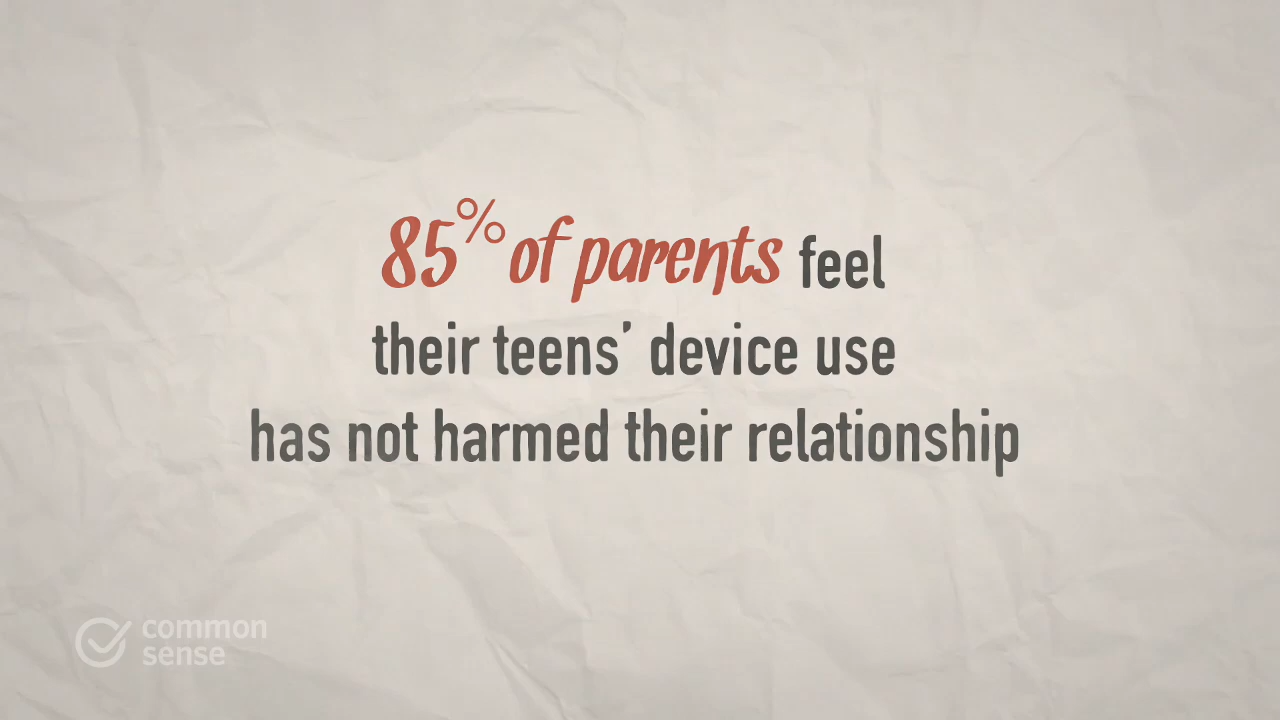 85% of parents feel
their teens’ device use
has not harmed their relationship
common
sense